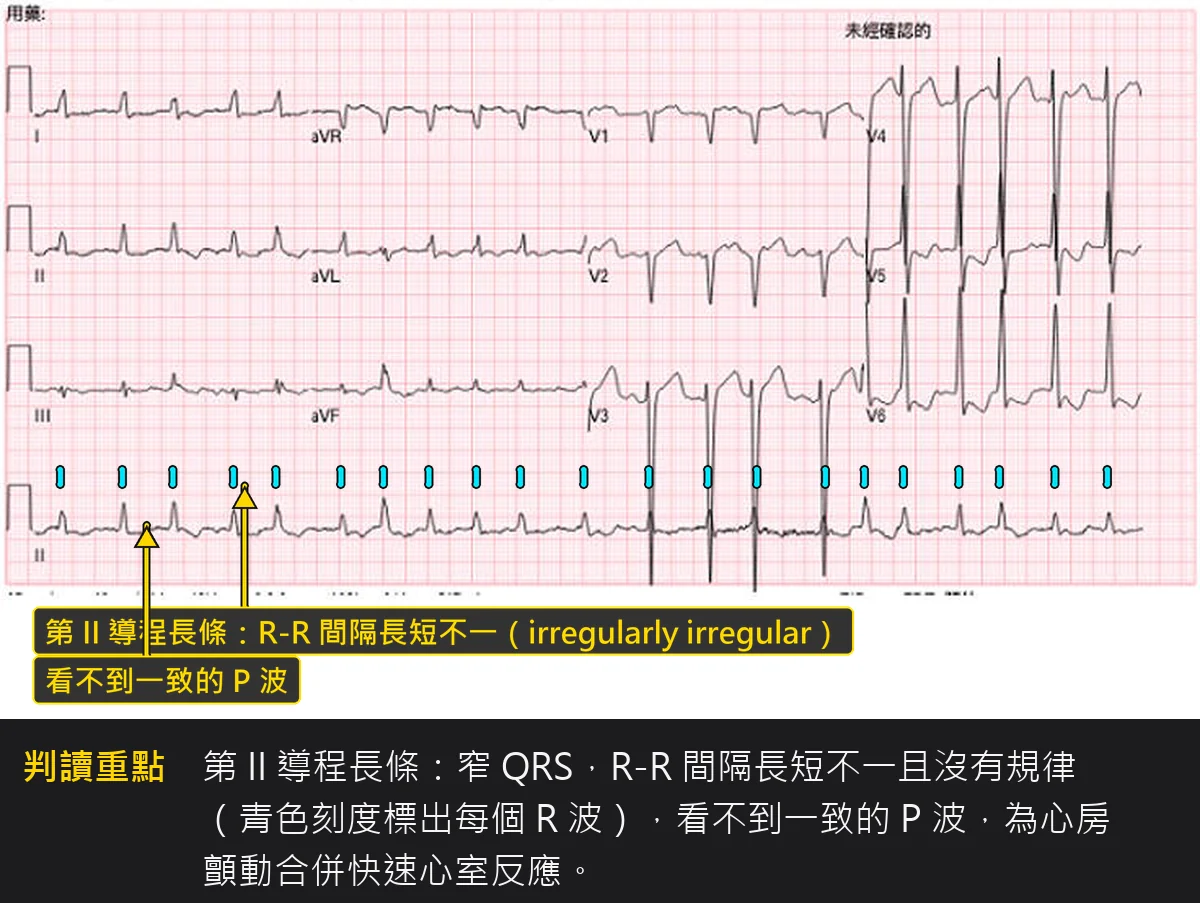 用藥:
未經確認的
I
aVR
V1
V4
II
aVL
V2
V5
III
aVF
V3
V6
II
第 II 導程長條：R-R 間隔長短不一（irregularly irregular）
看不到一致的 P 波
判讀重點
第 II 導程長條：窄 QRS，R-R 間隔長短不一且沒有規律
（青色刻度標出每個 R 波），看不到一致的 P 波，為心房
顫動合併快速心室反應。